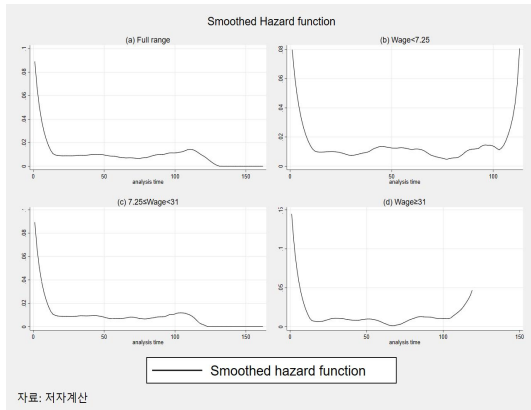 Smoothed Hazard function
(a) Full range
.1
.08
.06
.04
.02
0
0 50 100 150
analysis time
(b) Wage<7.25
.08
.06
.04
.02
0
0 50 100
analysis time
(c) 7.25≤Wage<31
.1
.08
.06
.04
.02
0
0 50 100 150
analysis time
(d) Wage≥31
.15
.1
.05
0
0 50 100 150
analysis time
Smoothed hazard function
자료: 저자계산